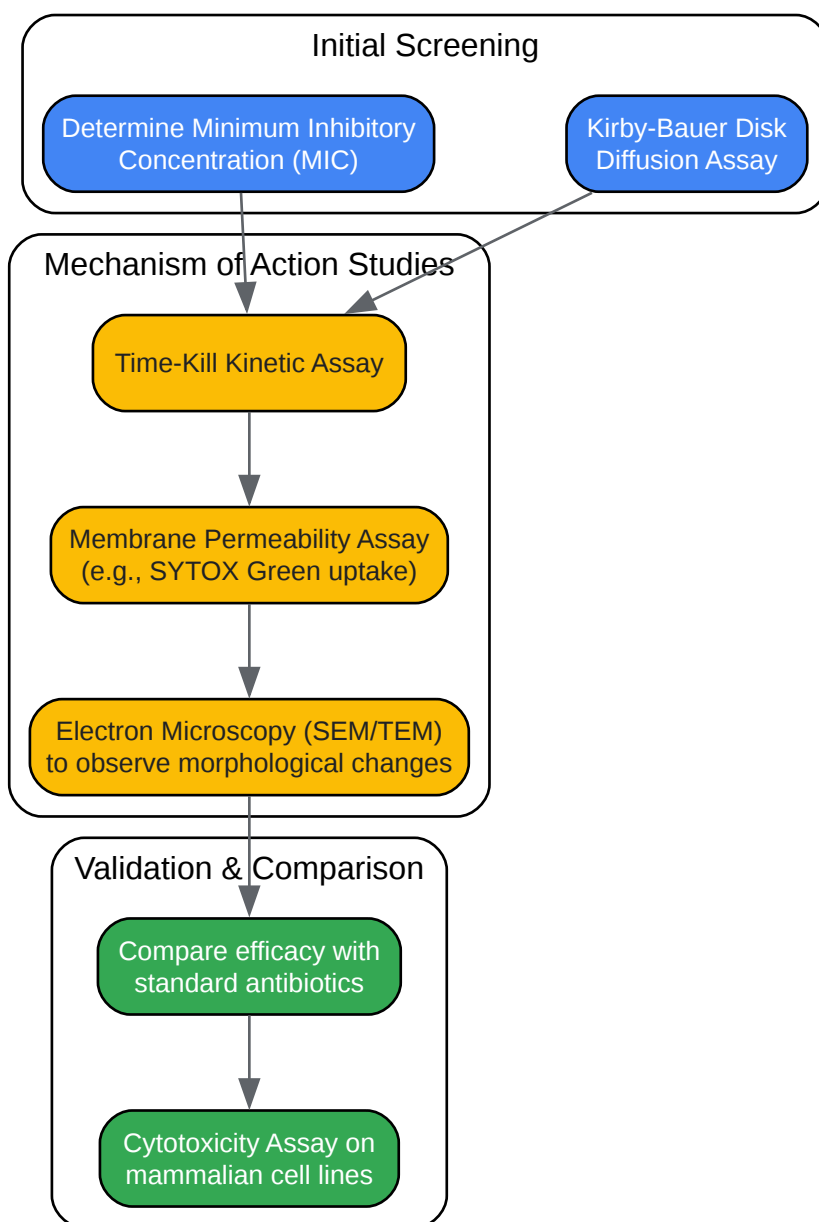 Initial Screening
Determine Minimum Inhibitory
Concentration (MIC)
Kirby-Bauer Disk
Diffusion Assay
Mechanism of Action Studies
Time-Kill Kinetic Assay
Membrane Permeability Assay
(e.g., SYTOX Green uptake)
Electron Microscopy (SEM/TEM)
to observe morphological changes
Validation & Comparison
Compare efficacy with
standard antibiotics
Cytotoxicity Assay on
mammalian cell lines